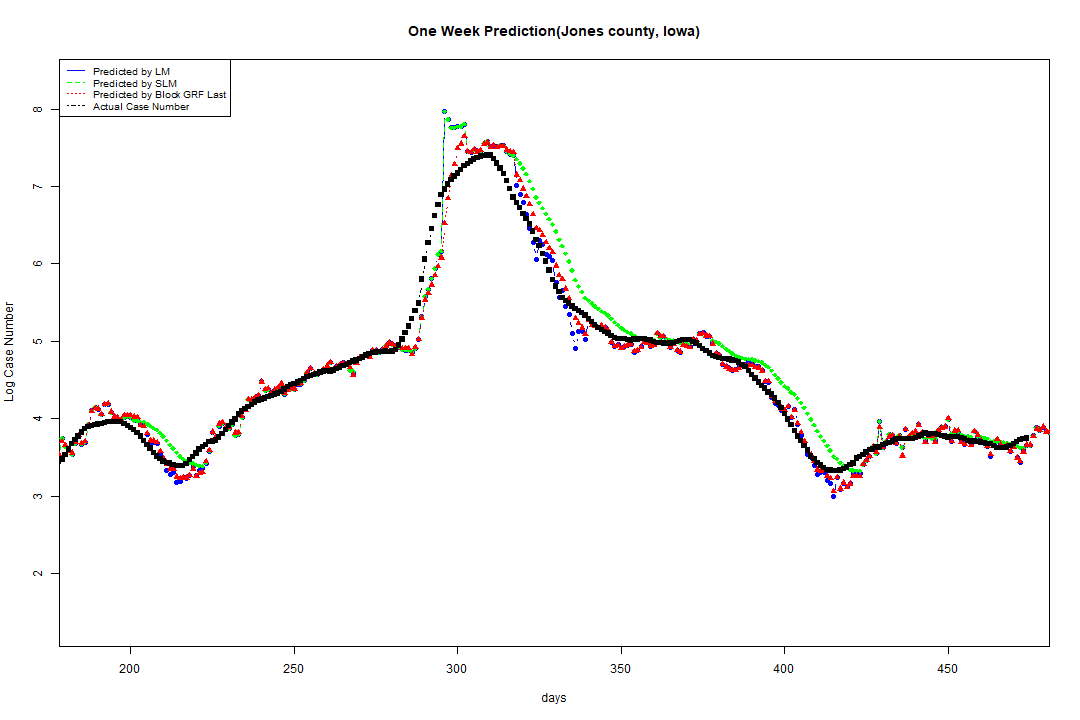 One Week Prediction(Jones county, Iowa)
Predicted by LM
Predicted by SLM
Predicted by Block GRF Last
Actual Case Number
Log Case Number
8
7
6
5
4
3
2
200 250 300 350 400 450
days